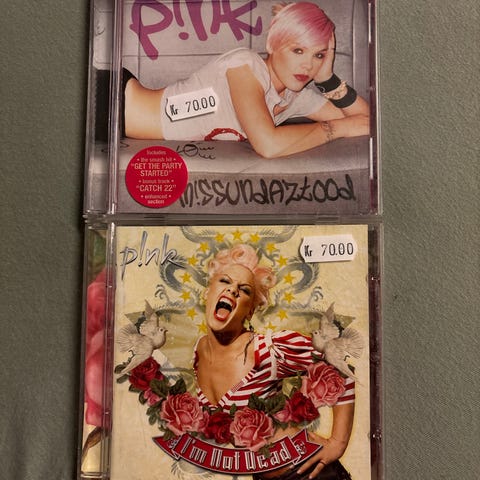 P!nk
Kr 70.00
Includes
• the smash hit •
"GET THE PARTY
STARTED"
• bonus track •
"CATCH 22"
• enhanced
section
m!ssundaztood
p!nk
Kr 70.00
I'm Not Dead